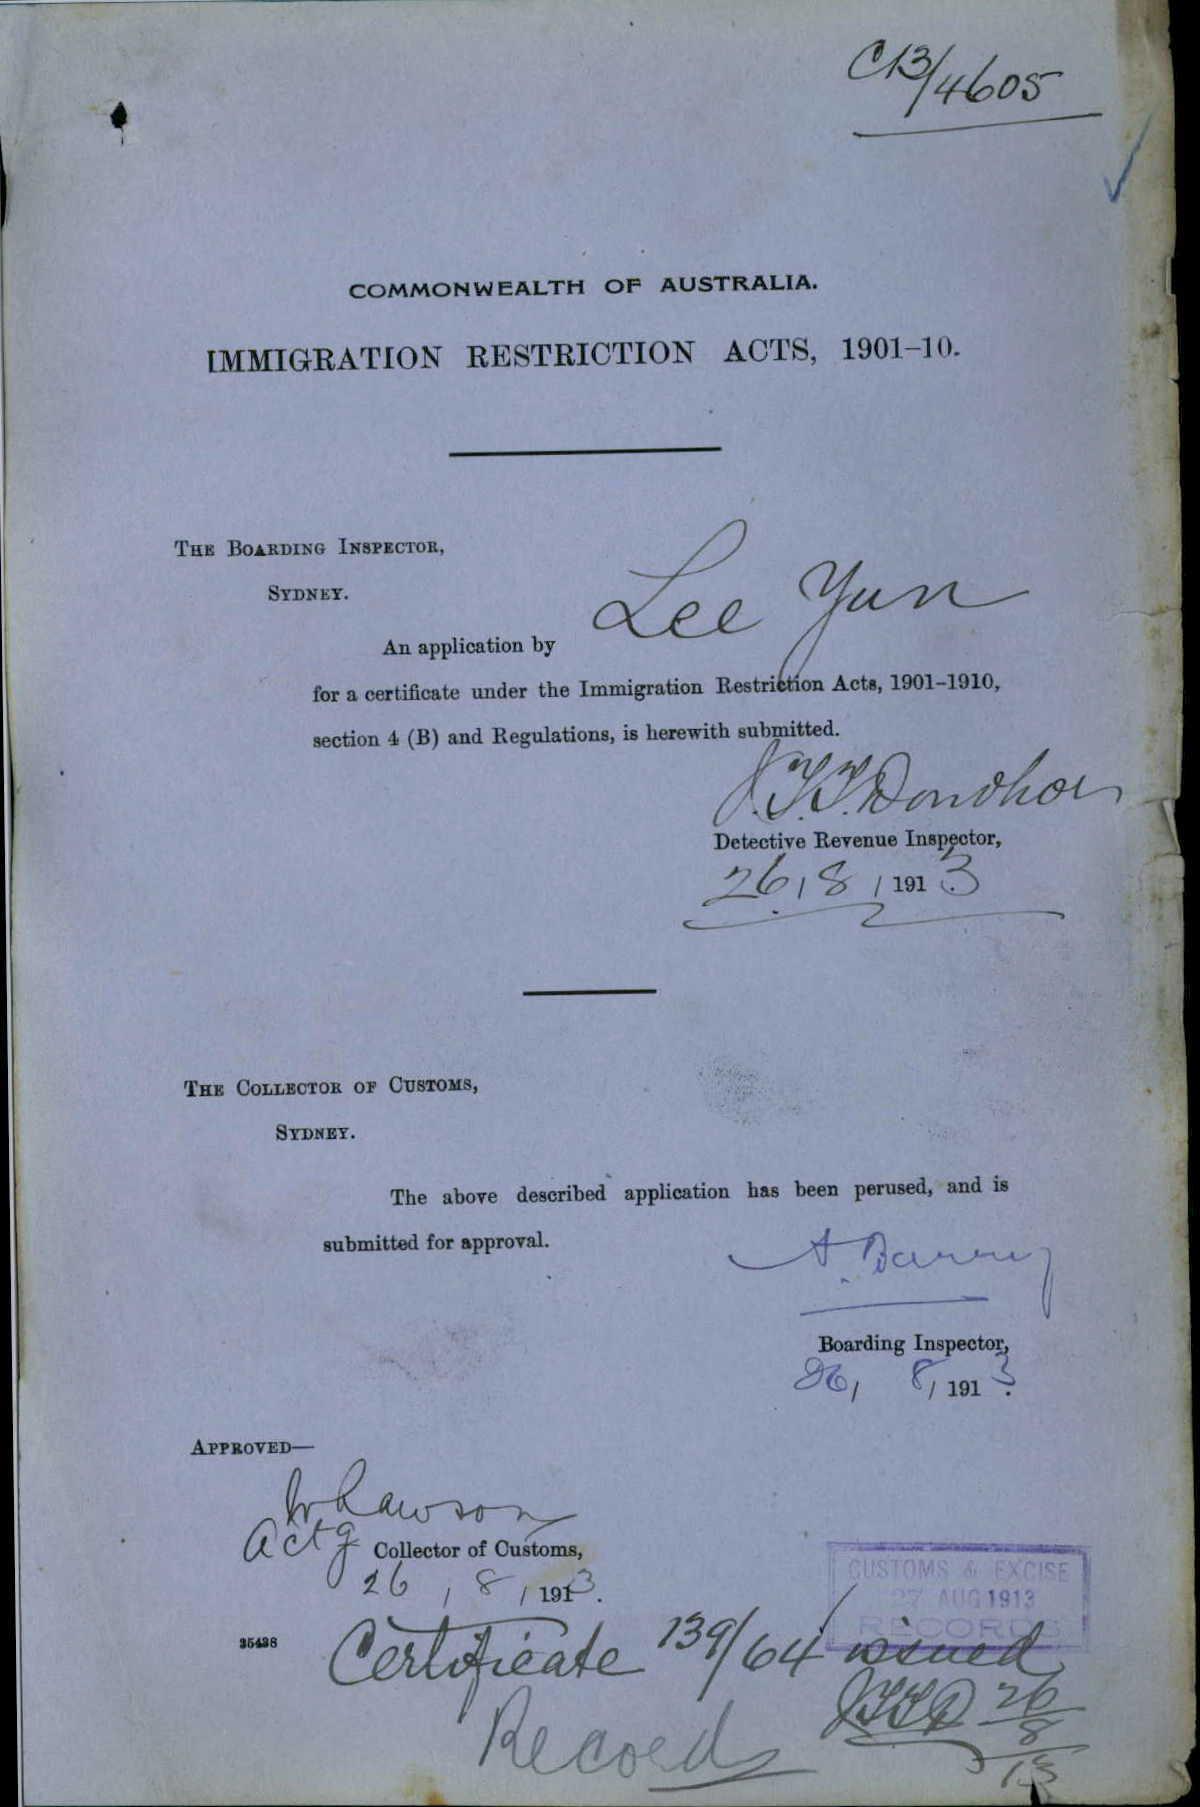 C13/4605
COMMONWEALTH OF AUSTRALIA.
IMMIGRATION RESTRICTION ACTS, 1901-10.
THE BOARDING INSPECTOR,
SYDNEY.
An application by Lee Yun
for a certificate under the Immigration Restriction Acts, 1901-1910,
section 4 (B) and Regulations, is herewith submitted.
J.T.T. Donohoe
Detective Revenue Inspector,
26/8/1913
THE COLLECTOR OF CUSTOMS,
SYDNEY.
The above described application has been perused, and is
submitted for approval.
A. Barry
Boarding Inspector,
26/8/1913.
APPROVED—
Actg Collector of Customs,
26/8/1913.
CUSTOMS & EXCISE
27 AUG 1913
RECORDS
35438
Certificate 139/64 issued
JTTD 26/8/13
Record